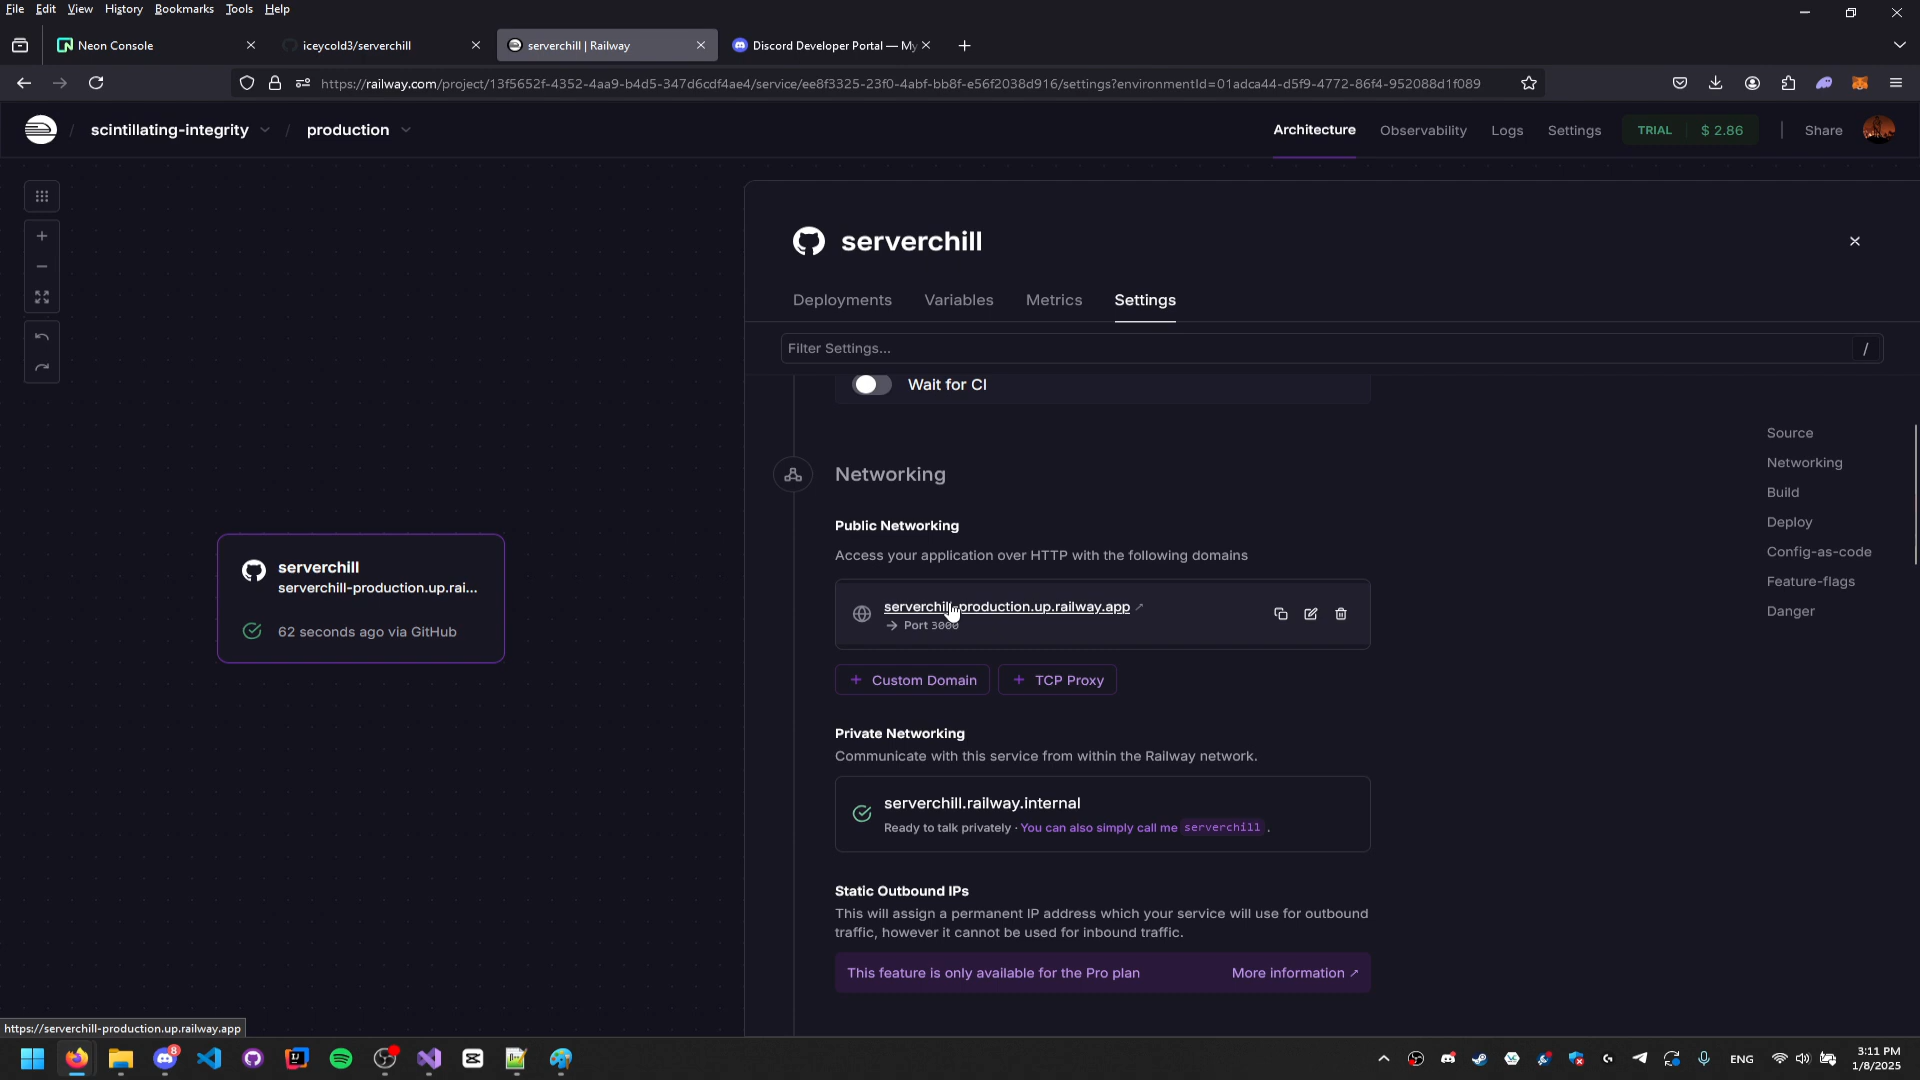 File Edit View History Bookmarks Tools Help
Neon Console
iceycold3/serverchill
serverchill | Railway
Discord Developer Portal — My
https://railway.com/project/13f5652f-4352-4aa9-b4d5-347d6cdf4ae4/service/ee8f3325-23f0-4abf-bb8f-e56f2038d916/settings?environmentId=01adca44-d5f9-4772-86f4-952088d1f089
/ scintillating-integrity / production
Architecture Observability Logs Settings TRIAL $ 2.86 Share
serverchill
Deployments Variables Metrics Settings
Filter Settings... /
Wait for CI
Networking
Public Networking
Access your application over HTTP with the following domains
serverchill-production.up.railway.app
→ Port 3000
+ Custom Domain
+ TCP Proxy
Private Networking
Communicate with this service from within the Railway network.
serverchill.railway.internal
Ready to talk privately · You can also simply call me serverchill .
Static Outbound IPs
This will assign a permanent IP address which your service will use for outbound
traffic, however it cannot be used for inbound traffic.
This feature is only available for the Pro plan
More information
Source
Networking
Build
Deploy
Config-as-code
Feature-flags
Danger
serverchill
serverchill-production.up.rai...
62 seconds ago via GitHub
https://serverchill-production.up.railway.app
8
ENG
3:11 PM
1/8/2025